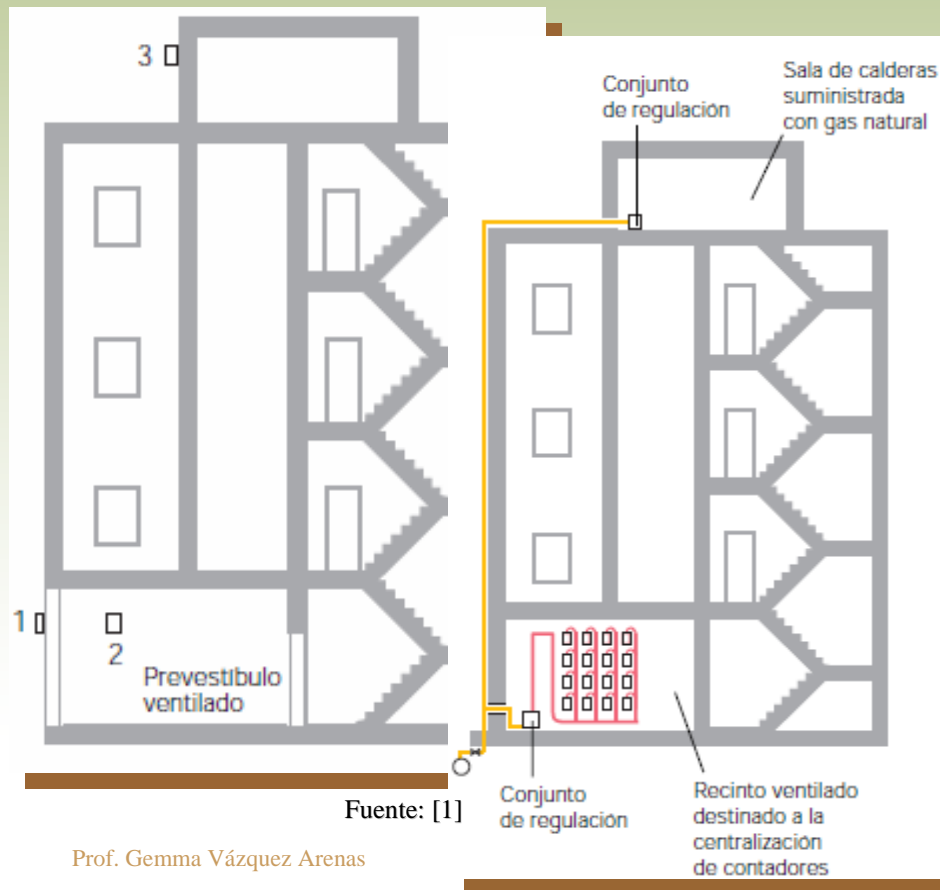 3
1
2
Prevestíbulo
ventilado
Conjunto
de regulación
Sala de calderas
suministrada
con gas natural
Conjunto
de regulación
Recinto ventilado
destinado a la
centralización
de contadores
Fuente: [1]
Prof. Gemma Vázquez Arenas